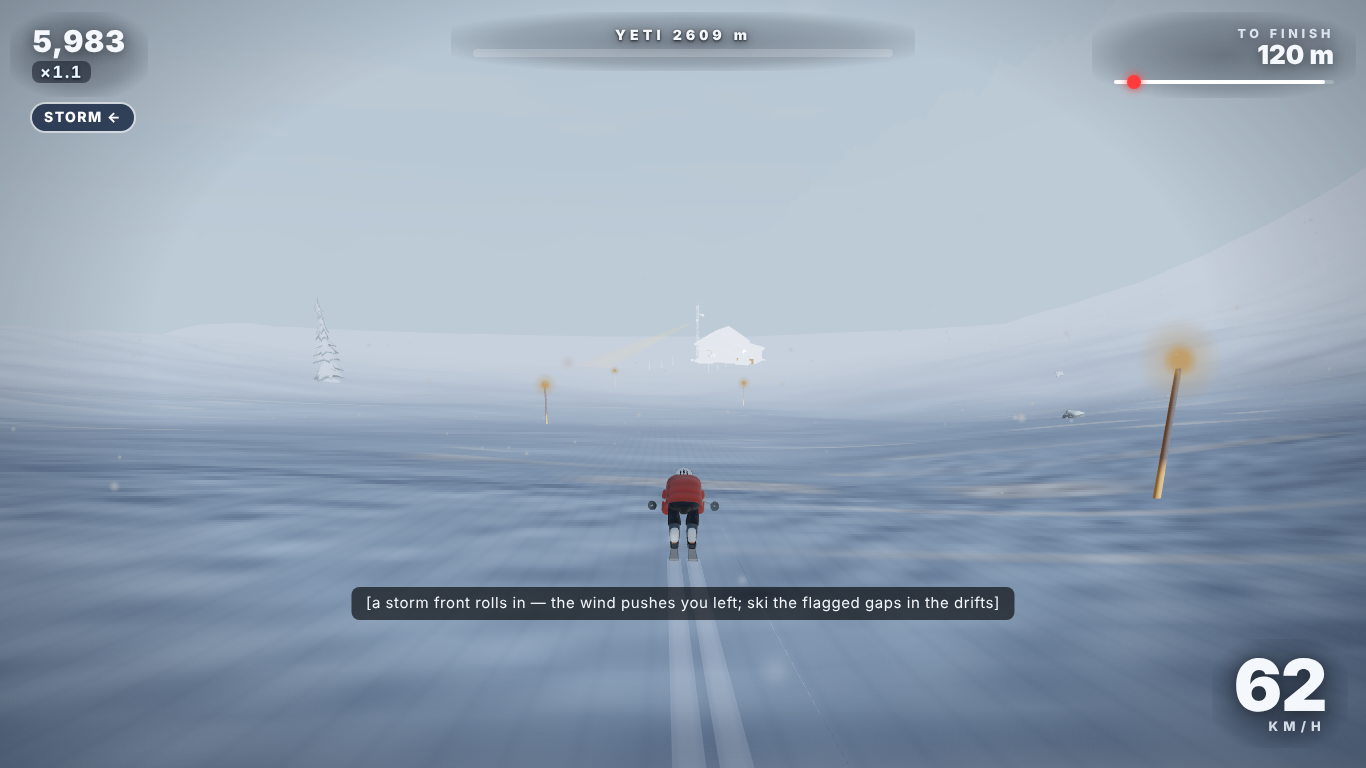 5,983
×1.1
STORM ←
YETI 2609 m
TO FINISH
120 m
[a storm front rolls in — the wind pushes you left; ski the flagged gaps in the drifts]
62
KM/H